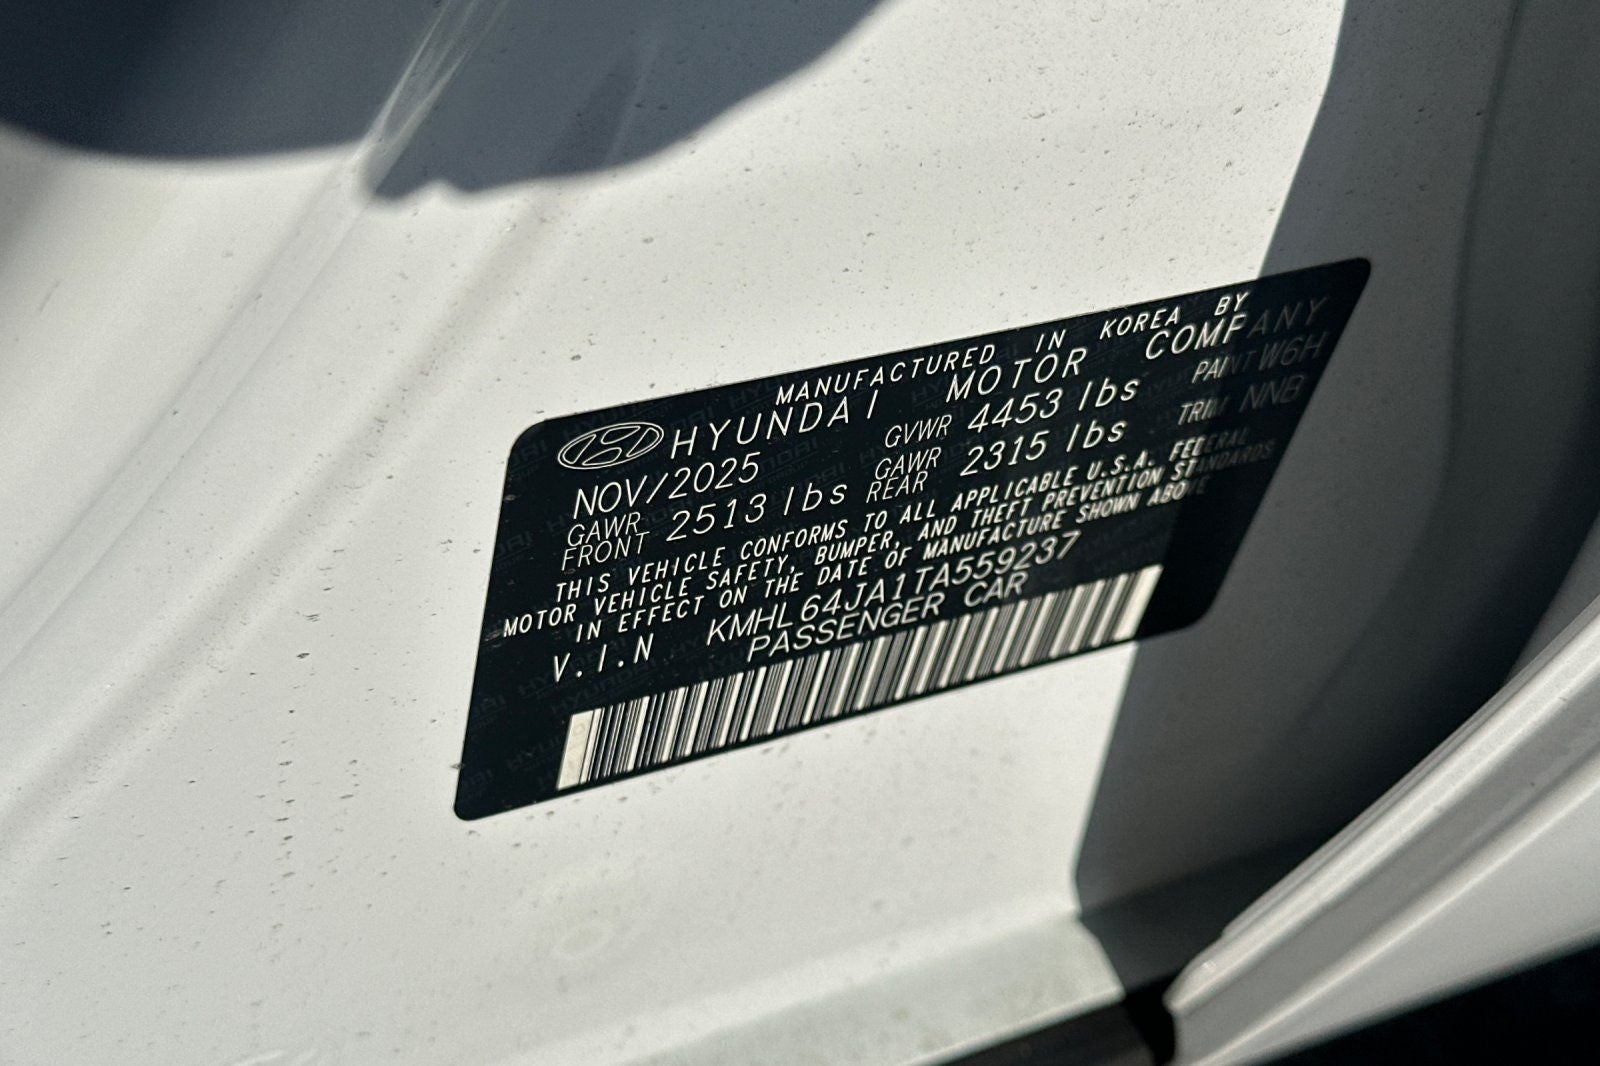 MANUFACTURED IN KOREA BY
HYUNDAI MOTOR COMPANY
NOV/2025 GVWR 4453 lbs PAINT W6H
GAWR FRONT 2513 lbs GAWR REAR 2315 lbs TRIM NNB
THIS VEHICLE CONFORMS TO ALL APPLICABLE U.S.A. FEDERAL
MOTOR VEHICLE SAFETY, BUMPER, AND THEFT PREVENTION STANDARDS
IN EFFECT ON THE DATE OF MANUFACTURE SHOWN ABOVE
V.I.N KMHL64JA1TA559237
PASSENGER CAR